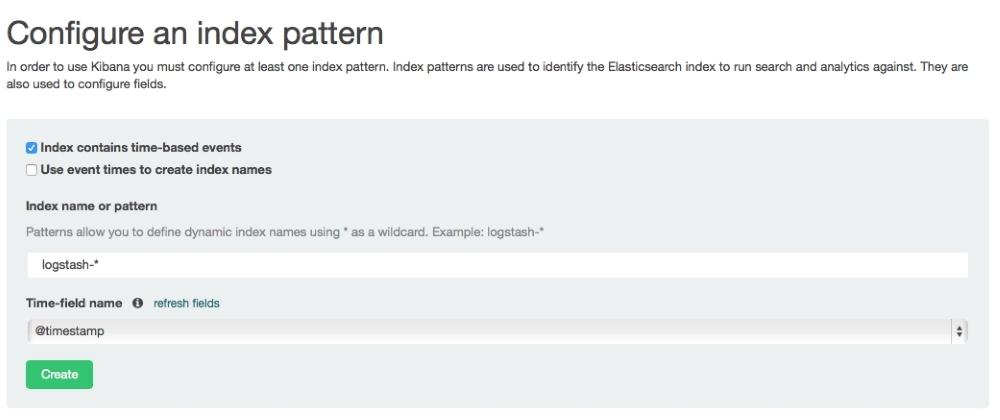 Configure an index pattern
In order to use Kibana you must configure at least one index pattern. Index patterns are used to identify the Elasticsearch index to run search and analytics against. They are
also used to configure fields.
Index contains time-based events
Use event times to create index names
Index name or pattern
Patterns allow you to define dynamic index names using * as a wildcard. Example: logstash-*
logstash-*
Time-field name refresh fields
@timestamp
Create